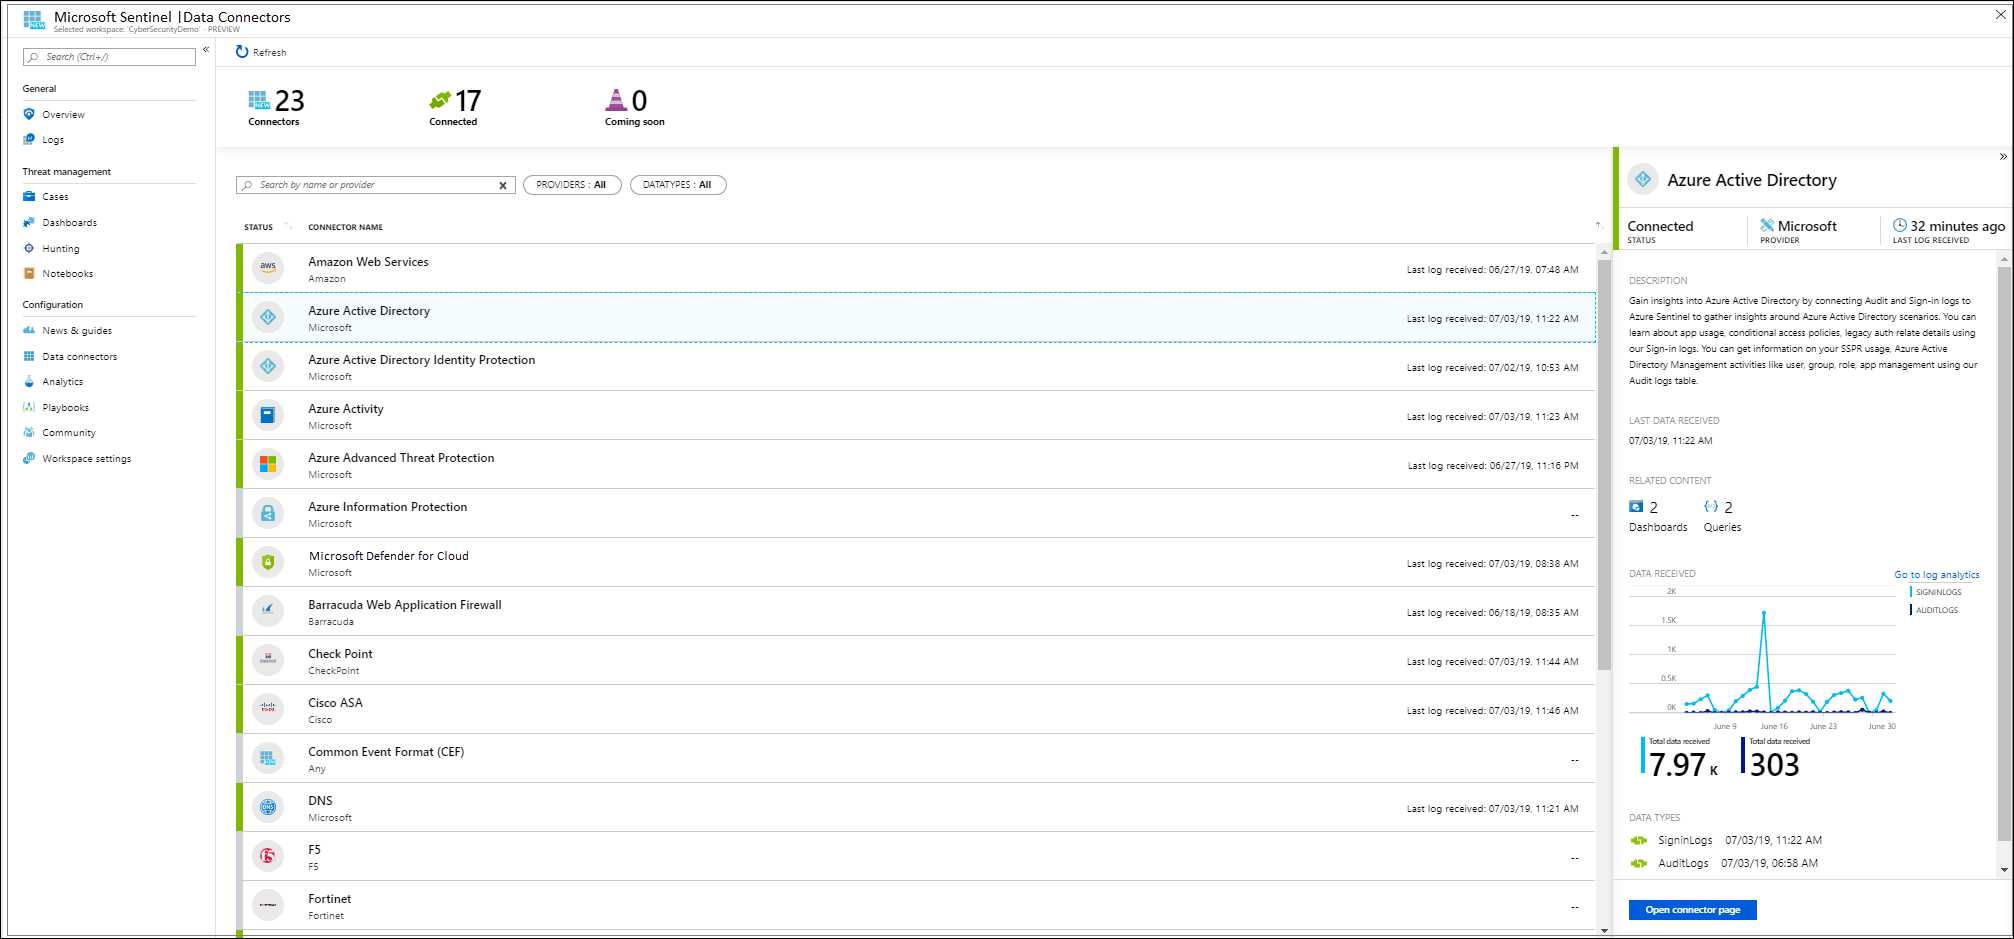 Microsoft Sentinel |Data Connectors
Selected workspace: 'CyberSecurityDemo' - PREVIEW
Search (Ctrl+/)
«
General
Overview
Logs
Threat management
Cases
Dashboards
Hunting
Notebooks
Configuration
News & guides
Data connectors
Analytics
Playbooks
Community
Workspace settings
Refresh
NEW 23
Connectors
17
Connected
0
Coming soon
Search by name or provider
PROVIDERS : All
DATATYPES : All
STATUS CONNECTOR NAME
aws
Amazon Web Services
Amazon
Last log received: 06/27/19, 07:48 AM
Azure Active Directory
Microsoft
Last log received: 07/03/19, 11:22 AM
Azure Active Directory Identity Protection
Microsoft
Last log received: 07/02/19, 10:53 AM
Azure Activity
Microsoft
Last log received: 07/03/19, 11:23 AM
Azure Advanced Threat Protection
Microsoft
Last log received: 06/27/19, 11:16 PM
Azure Information Protection
Microsoft
--
Microsoft Defender for Cloud
Microsoft
Last log received: 07/03/19, 08:38 AM
Barracuda Web Application Firewall
Barracuda
Last log received: 06/18/19, 08:35 AM
Check Point
CheckPoint
Last log received: 07/03/19, 11:44 AM
Cisco ASA
Cisco
Last log received: 07/03/19, 11:46 AM
Common Event Format (CEF)
Any
--
DNS
DNS
Microsoft
Last log received: 07/03/19, 11:21 AM
F5
F5
--
Fortinet
Fortinet
--
»
Azure Active Directory
Connected
STATUS
Microsoft
PROVIDER
32 minutes ago
LAST LOG RECEIVED
DESCRIPTION
Gain insights into Azure Active Directory by connecting Audit and Sign-in logs to
Azure Sentinel to gather insights around Azure Active Directory scenarios. You can
learn about app usage, conditional access policies, legacy auth relate details using
our Sign-in logs. You can get information on your SSPR usage, Azure Active
Directory Management activities like user, group, role, app management using our
Audit logs table.
LAST DATA RECEIVED
07/03/19, 11:22 AM
RELATED CONTENT
2
Dashboards
2
Queries
DATA RECEIVED
Go to log analytics
2K
1.5K
1K
0.5K
0K
June 9 June 16 June 23 June 30
SIGNINLOGS
AUDITLOGS
Total data received
7.97 K
Total data received
303
DATA TYPES
SigninLogs 07/03/19, 11:22 AM
AuditLogs 07/03/19, 06:58 AM
Open connector page